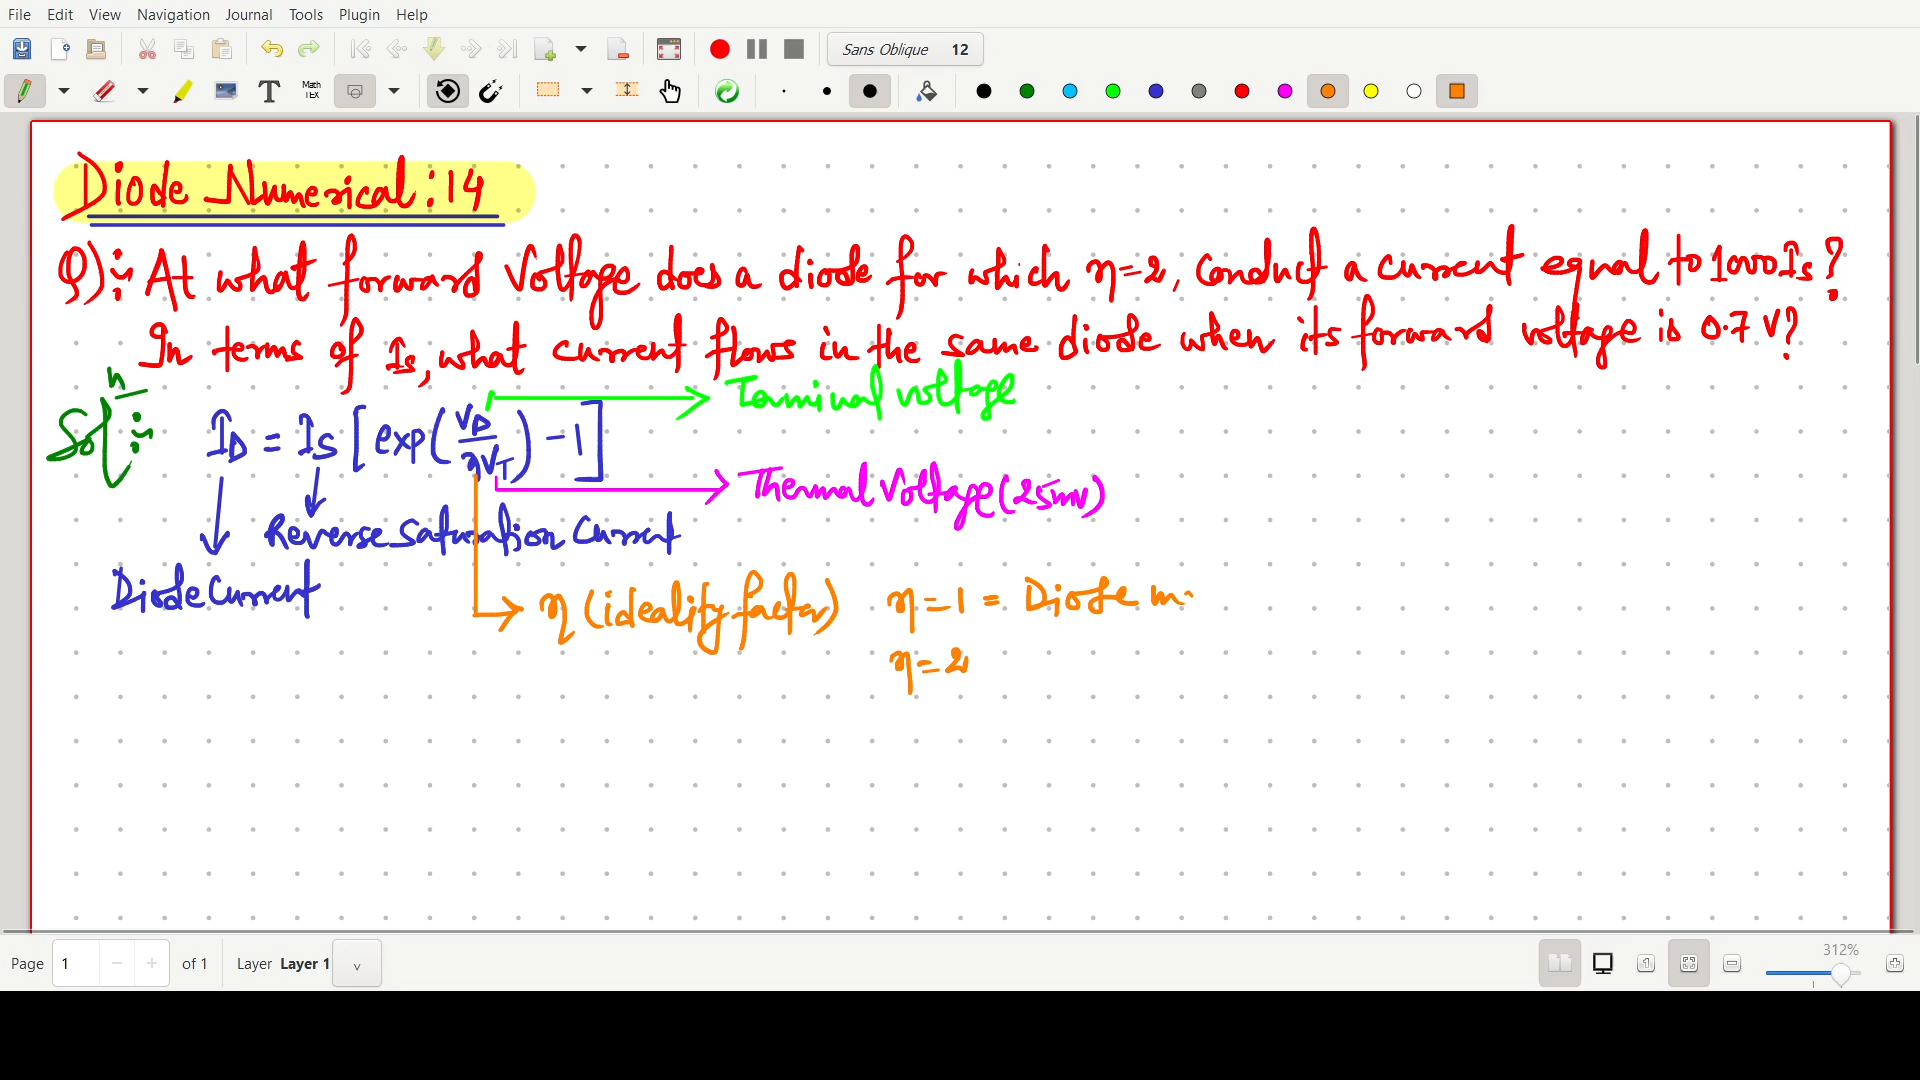 File Edit View Navigation Journal Tools Plugin Help
Sans Oblique 12
Math TEX
Diode Numerical:14
Q):- At what forward voltage does a diode for which η=2, conduct a current equal to 1000Is?
In terms of Is, what current flows in the same diode when its forward voltage is 0.7 V?
Solⁿ:-
ID = IS [exp(VD/ηVT) - 1]
Terminal voltage
Thermal Voltage (25mV)
Reverse Saturation Current
Diode Current
η (ideality factor) η=1 = Diode m
η=2
Page 1 of 1 Layer Layer 1 312%